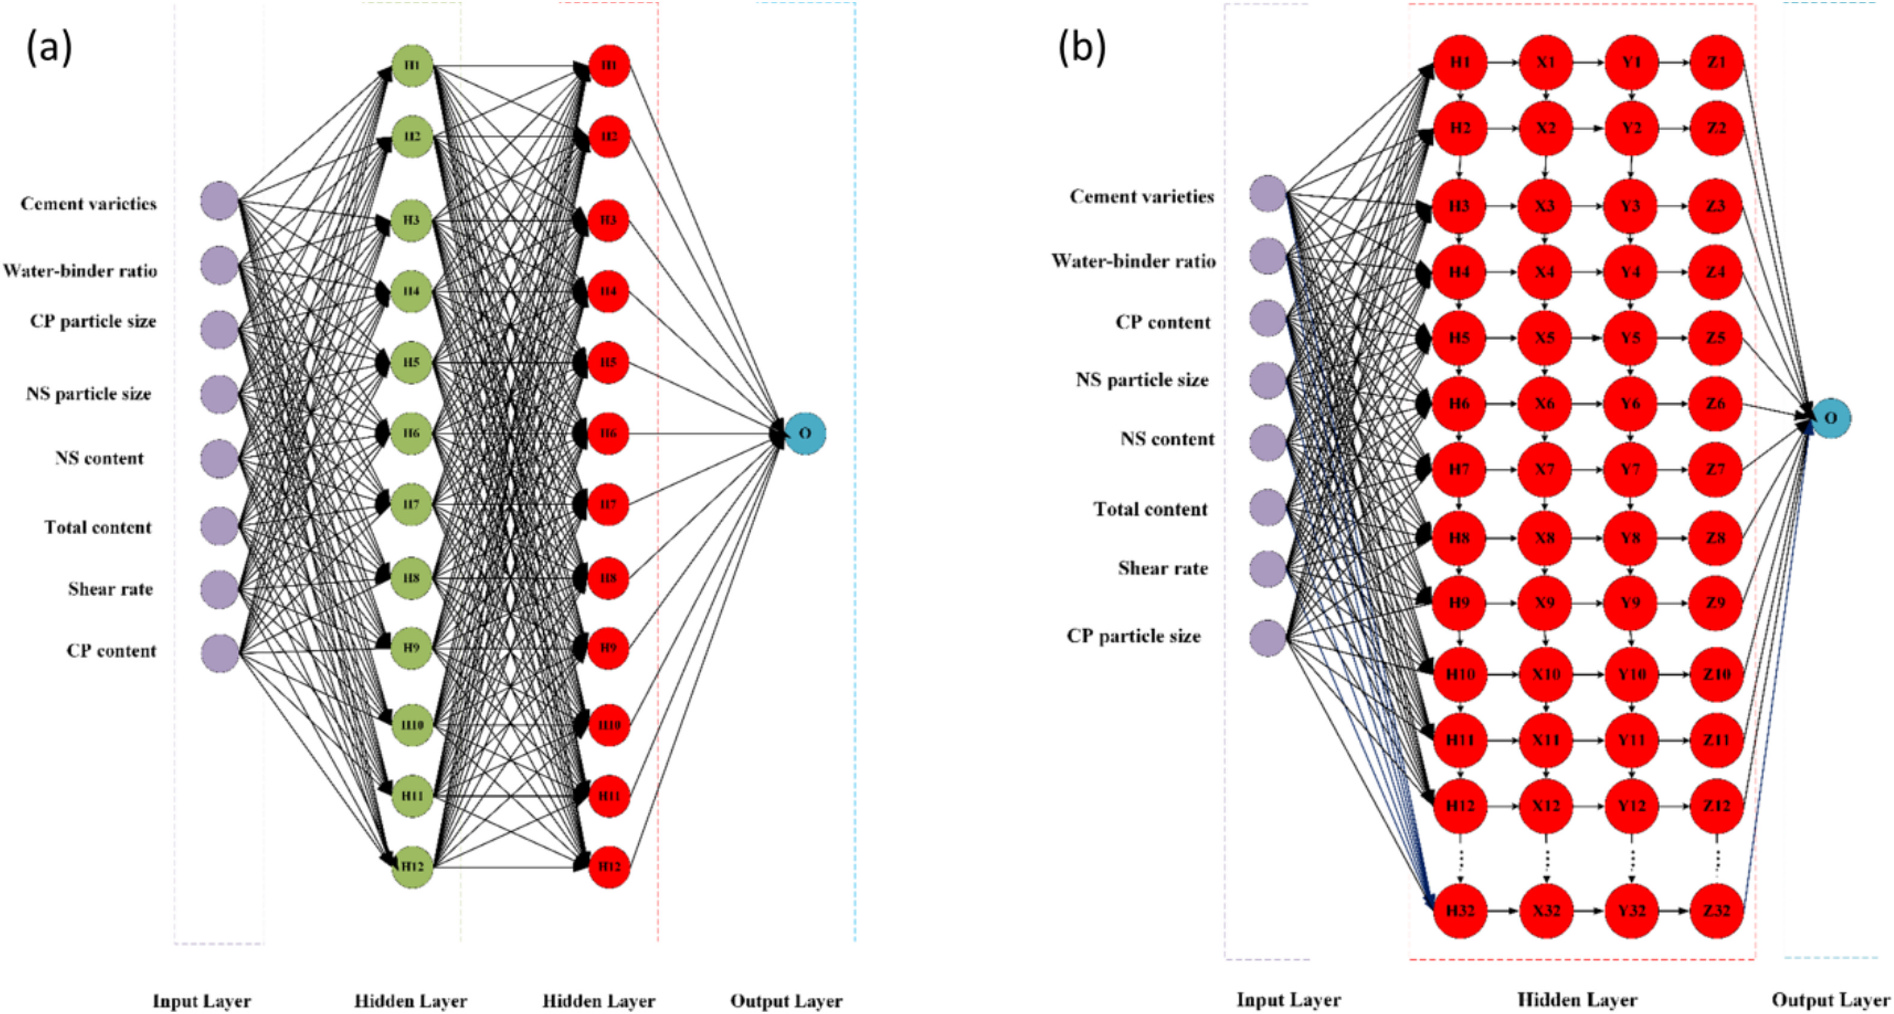 (a)
H1 H1
H2 H2
Cement varieties
H3 H3
Water-binder ratio
H4 H4
CP particle size
H5 H5
NS particle size
H6 H6 O
NS content
H7 H7
Total content
H8 H8
Shear rate
H9 H9
CP content
H10 H10
H11 H11
H12 H12
Input Layer Hidden Layer Hidden Layer Output Layer
(b)
H1 X1 Y1 Z1
H2 X2 Y2 Z2
Cement varieties
H3 X3 Y3 Z3
Water-binder ratio
H4 X4 Y4 Z4
CP content
H5 X5 Y5 Z5
NS particle size
H6 X6 Y6 Z6
O
NS content
H7 X7 Y7 Z7
Total content
H8 X8 Y8 Z8
Shear rate
H9 X9 Y9 Z9
CP particle size
H10 X10 Y10 Z10
H11 X11 Y11 Z11
H12 X12 Y12 Z12
H32 X32 Y32 Z32
Input Layer Hidden Layer Output Layer